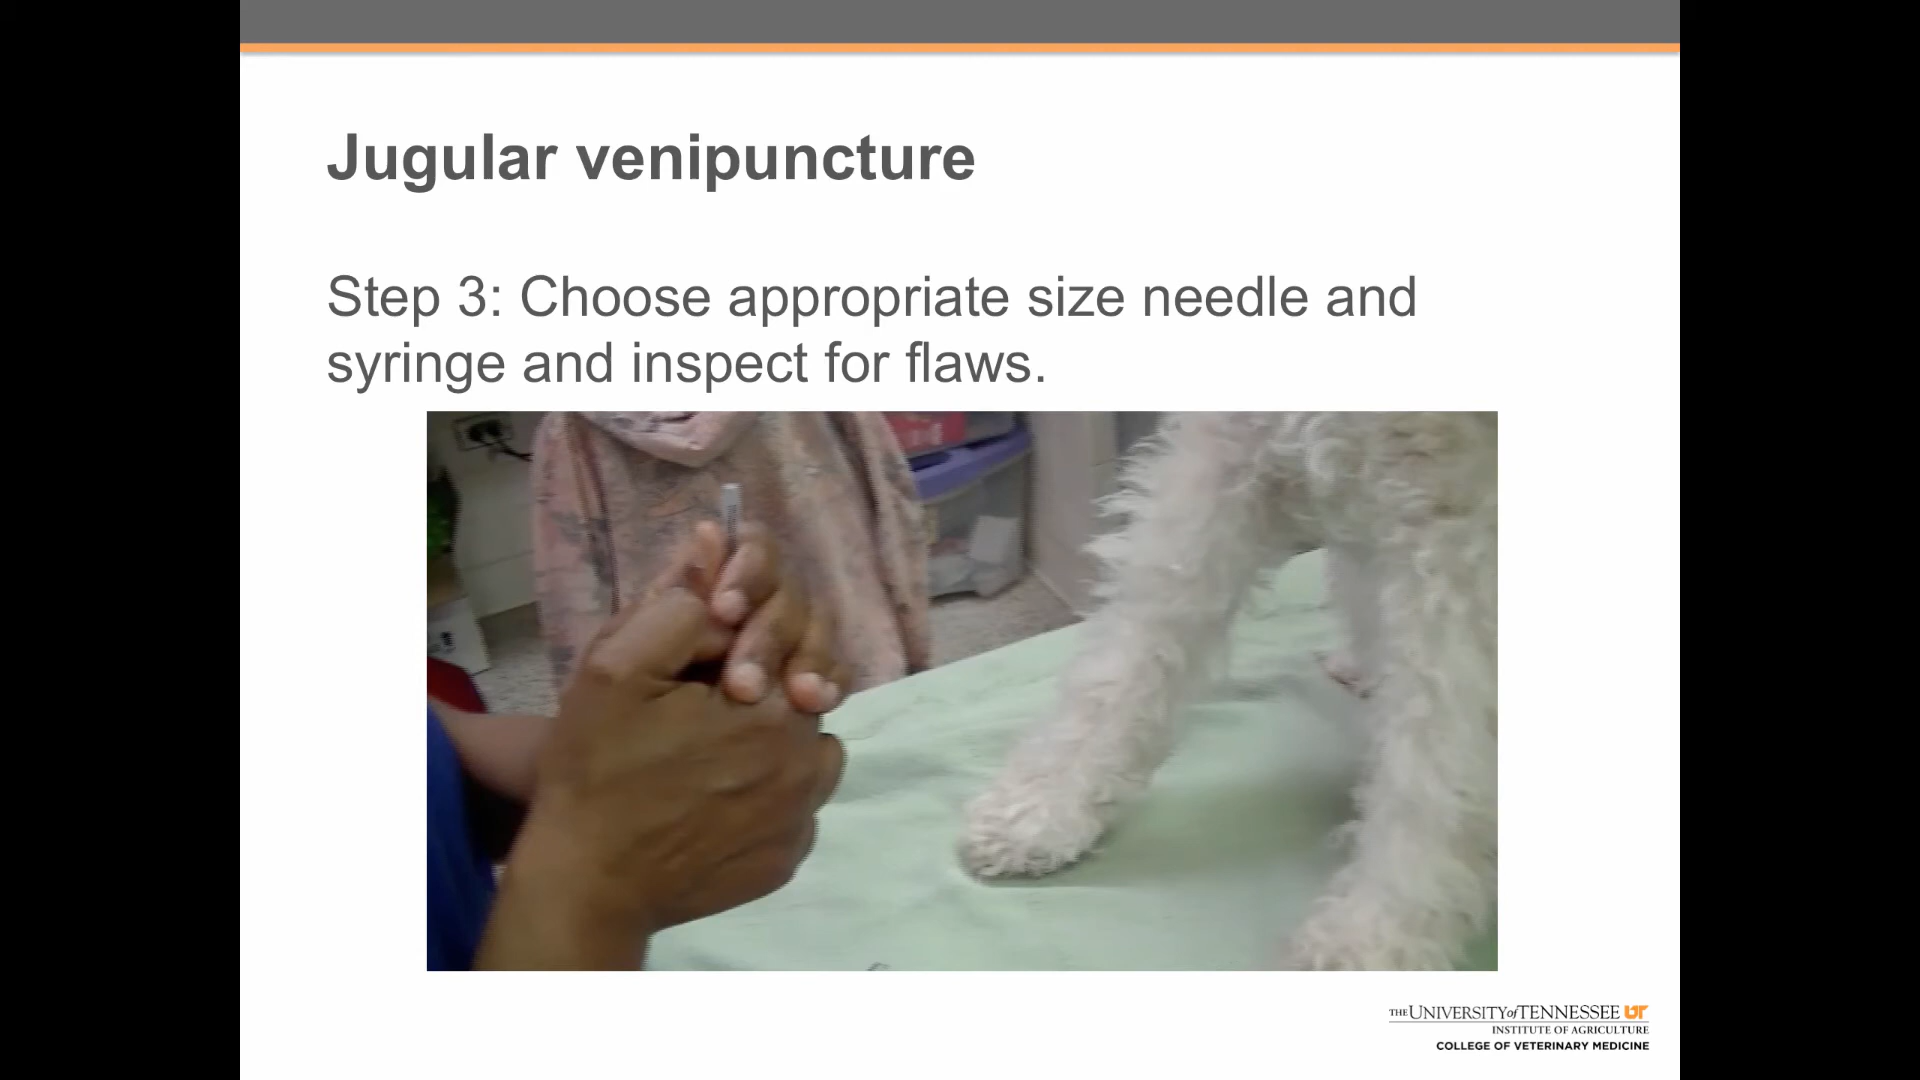 Jugular venipuncture
Step 3: Choose appropriate size needle and
syringe and inspect for flaws.
THE UNIVERSITY of TENNESSEE UT
INSTITUTE OF AGRICULTURE
COLLEGE OF VETERINARY MEDICINE